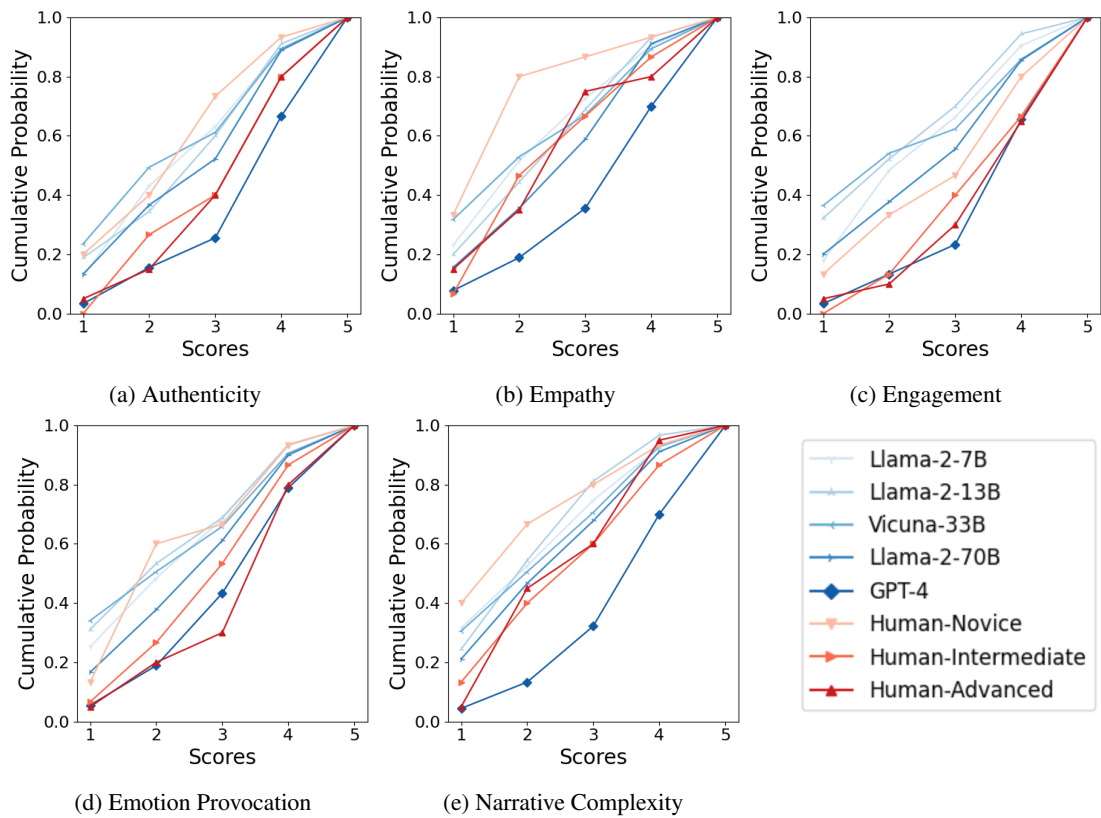 1.0
0.8
0.6
0.4
0.2
0.0
Cumulative Probability
1 2 3 4 5
Scores
(a) Authenticity
1.0
0.8
0.6
0.4
0.2
0.0
Cumulative Probability
1 2 3 4 5
Scores
(b) Empathy
1.0
0.8
0.6
0.4
0.2
0.0
Cumulative Probability
1 2 3 4 5
Scores
(c) Engagement
1.0
0.8
0.6
0.4
0.2
0.0
Cumulative Probability
1 2 3 4 5
Scores
(d) Emotion Provocation
1.0
0.8
0.6
0.4
0.2
0.0
Cumulative Probability
1 2 3 4 5
Scores
(e) Narrative Complexity
Llama-2-7B
Llama-2-13B
Vicuna-33B
Llama-2-70B
GPT-4
Human-Novice
Human-Intermediate
Human-Advanced